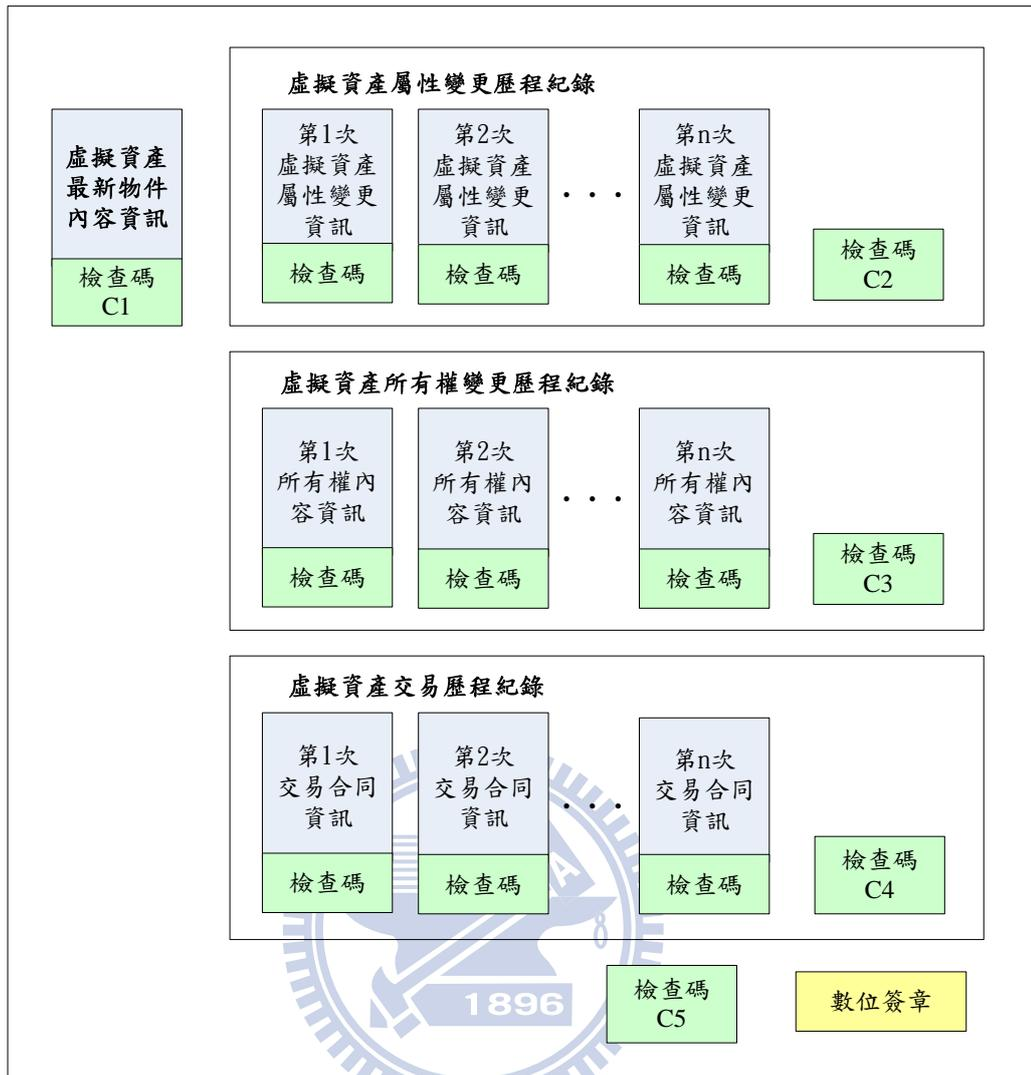 虛擬資產
最新物件
內容資訊
檢查碼
C1
虛擬資產屬性變更歷程紀錄
第1次
虛擬資產
屬性變更
資訊
檢查碼
第2次
虛擬資產
屬性變更
資訊
檢查碼
· · ·
第n次
虛擬資產
屬性變更
資訊
檢查碼
檢查碼
C2
虛擬資產所有權變更歷程紀錄
第1次
所有權內
容資訊
檢查碼
第2次
所有權內
容資訊
檢查碼
· · ·
第n次
所有權內
容資訊
檢查碼
檢查碼
C3
虛擬資產交易歷程紀錄
第1次
交易合同
資訊
檢查碼
第2次
交易合同
資訊
檢查碼
· · ·
第n次
交易合同
資訊
檢查碼
檢查碼
C4
檢查碼
C5
數位簽章
1896